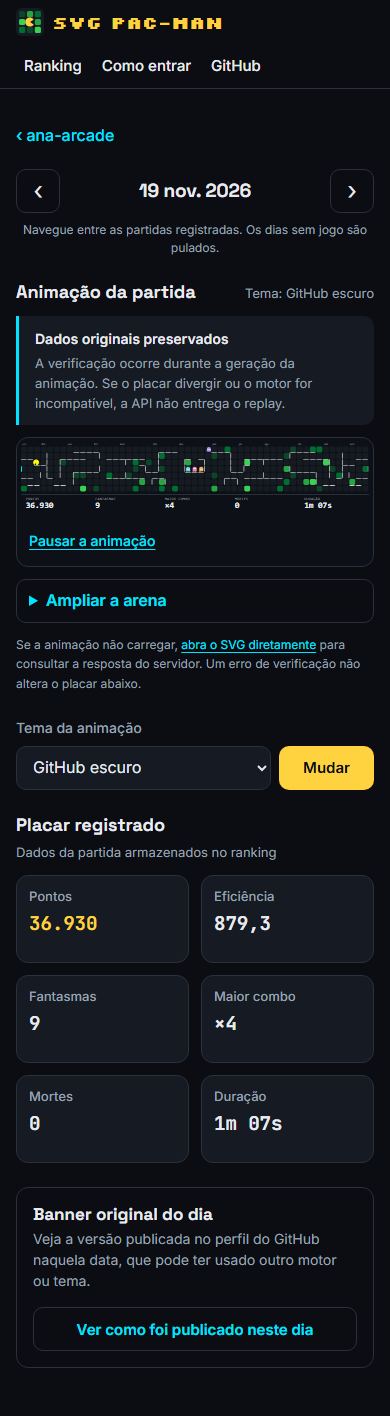 SVG PAC-MAN
Ranking Como entrar GitHub
‹ ana-arcade
‹ 19 nov. 2026 ›
Navegue entre as partidas registradas. Os dias sem jogo são
pulados.
Animação da partida Tema: GitHub escuro
Dados originais preservados
A verificação ocorre durante a geração da
animação. Se o placar divergir ou o motor for
incompatível, a API não entrega o replay.
PONTOS FANTASMAS MAIOR COMBO MORTES DURAÇÃO
36.930 9 ×4 0 1m 07s
Pausar a animação
Ampliar a arena
Se a animação não carregar, abra o SVG diretamente para
consultar a resposta do servidor. Um erro de verificação não
altera o placar abaixo.
Tema da animação
GitHub escuro Mudar
Placar registrado
Dados da partida armazenados no ranking
Pontos Eficiência
36.930 879,3
Fantasmas Maior combo
9 ×4
Mortes Duração
0 1m 07s
Banner original do dia
Veja a versão publicada no perfil do GitHub
naquela data, que pode ter usado outro motor
ou tema.
Ver como foi publicado neste dia